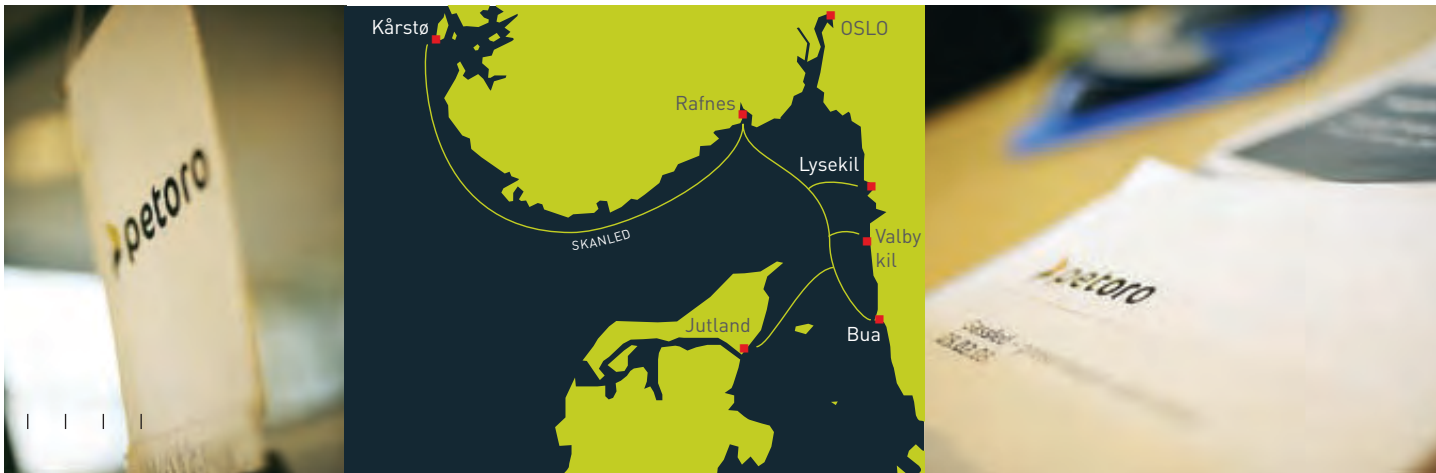 petoro
Kårstø
OSLO
Rafnes
Lysekil
SKANLED
Valby
kil
Jutland
Bua
petoro